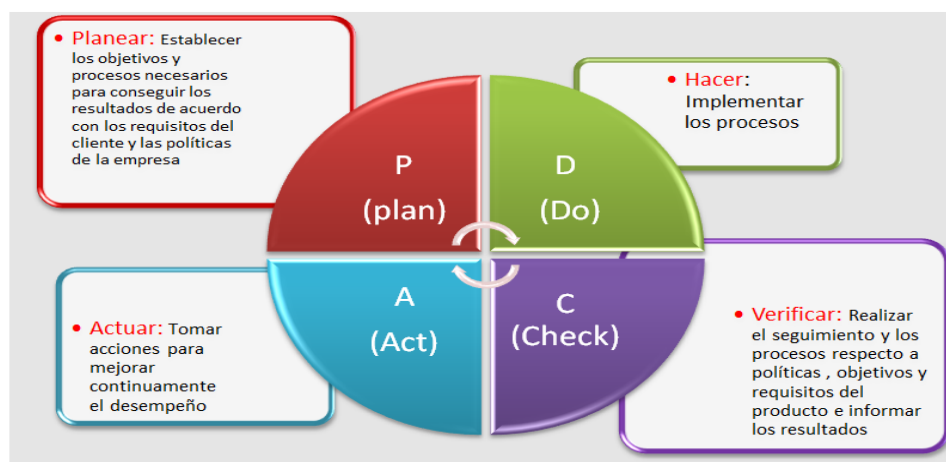 • Planear: Establecer
los objetivos y
procesos necesarios
para conseguir los
resultados de acuerdo
con los requisitos del
cliente y las políticas
de la empresa
P
(plan)
D
(Do)
• Hacer:
Implementar
los procesos
• Actuar: Tomar
acciones para
mejorar
continuamente
el desempeño
A
(Act)
C
(Check)
• Verificar: Realizar
el seguimiento y los
procesos respecto a
políticas , objetivos y
requisitos del
producto e informar
los resultados